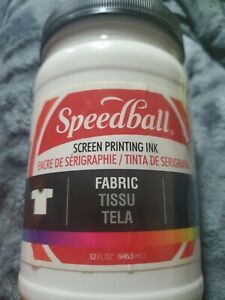 Speedball®
SCREEN PRINTING INK
ENCRE DE SÉRIGRAPHIE / TINTA DE SERIGRAFÍA
FABRIC
TISSU
TELA
32 FL OZ (946.3 mL)